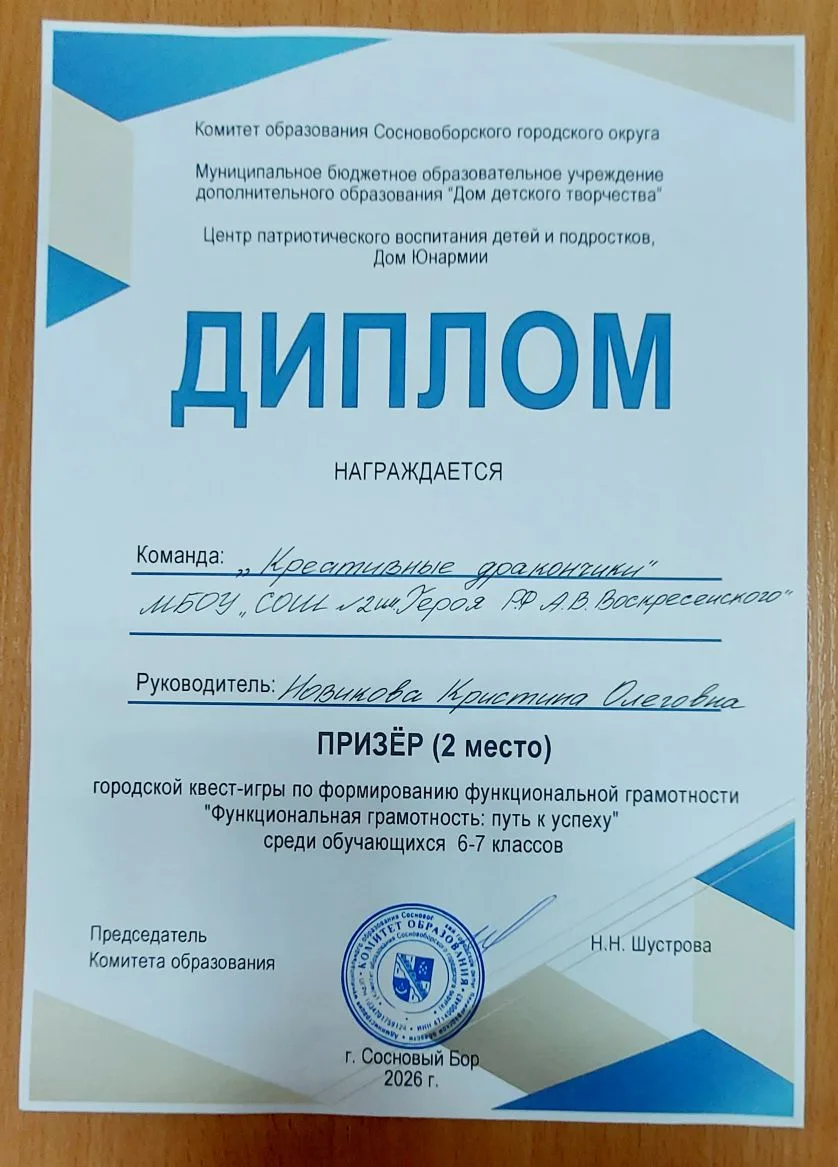 Комитет образования Сосновоборского городского округа
Муниципальное бюджетное образовательное учреждение
дополнительного образования "Дом детского творчества"
Центр патриотического воспитания детей и подростков,
Дом Юнармии
ДИПЛОМ
НАГРАЖДАЕТСЯ
Команда: „Креативные дракончики"
МБОУ „СОШ №2 им. Героя РФ А.В. Воскресенского"
Руководитель: Новикова Кристина Олеговна
ПРИЗЁР (2 место)
городской квест-игры по формированию функциональной грамотности
"Функциональная грамотность: путь к успеху"
среди обучающихся 6-7 классов
Председатель
Комитета образования
Н.Н. Шустрова
КОМИТЕТ ОБРАЗОВАНИЯ
г. Сосновый Бор
2026 г.